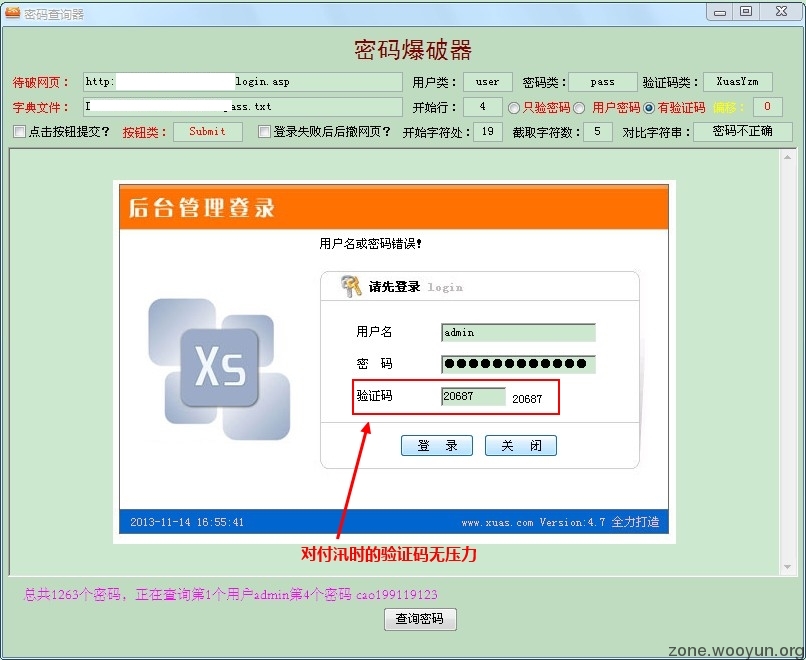 密码查询器
密码爆破器
待破网页： http: login.asp 用户类： user 密码类： pass 验证码类： XuasYzm
字典文件： ass.txt 开始行： 4 只验密码 用户密码 有验证码 偏移： 0
点击按钮提交？ 按钮类： Submit 登录失败后后撤网页？ 开始字符处： 19 截取字符数： 5 对比字符串： 密码不正确
后台管理登录
用户名或密码错误！
请先登录 login
用户名 admin
密 码 ●●●●●●●●●●●●
验证码 20687 20687
Xs
登 录 关 闭
2013-11-14 16:55:41 www.xuas.com Version:4.7 全力打造
对付汛时的验证码无压力
总共1263个密码，正在查询第1个用户admin第4个密码 cao199119123
查询密码
zone.wooyun.org